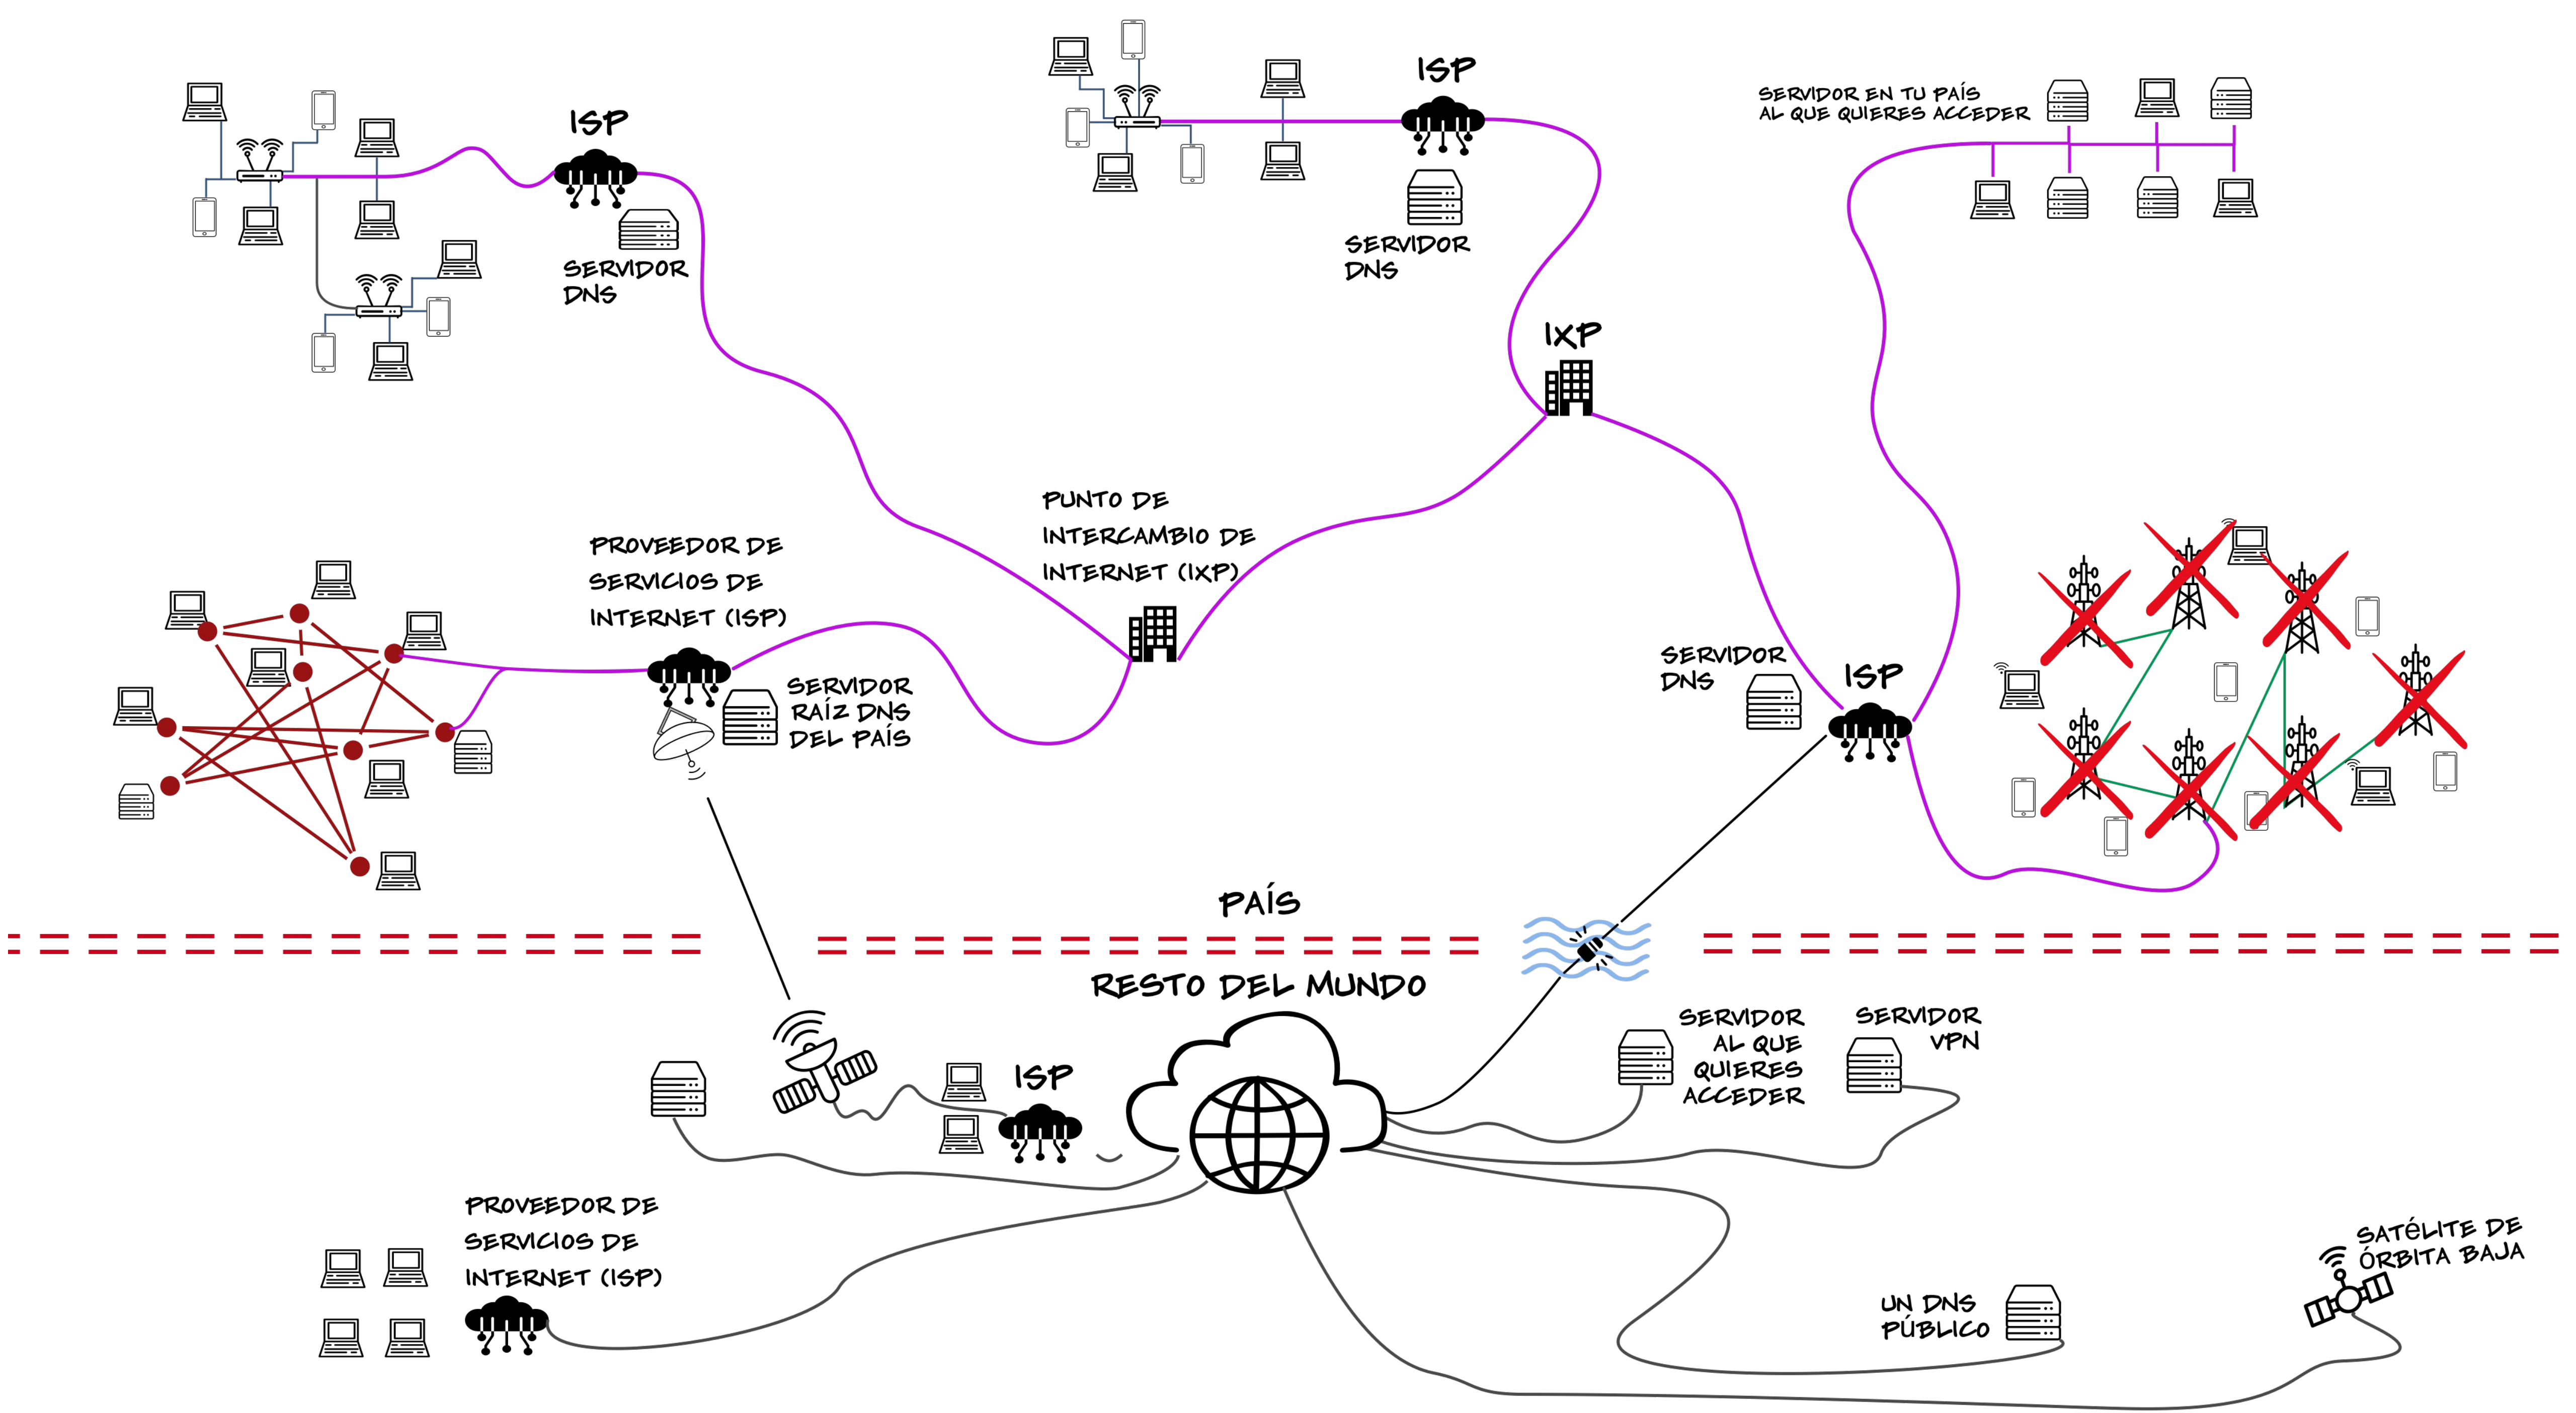 ISP
SERVIDOR
DNS
ISP
SERVIDOR
DNS
SERVIDOR EN TU PAÍS
AL QUE QUIERES ACCEDER
IXP
PUNTO DE
INTERCAMBIO DE
INTERNET (IXP)
PROVEEDOR DE
SERVICIOS DE
INTERNET (ISP)
SERVIDOR
RAÍZ DNS
DEL PAÍS
SERVIDOR
DNS
ISP
PAÍS
RESTO DEL MUNDO
ISP
SERVIDOR
AL QUE
QUIERES
ACCEDER
SERVIDOR
VPN
PROVEEDOR DE
SERVICIOS DE
INTERNET (ISP)
UN DNS
PÚBLICO
SATÉLITE DE
ÓRBITA BAJA